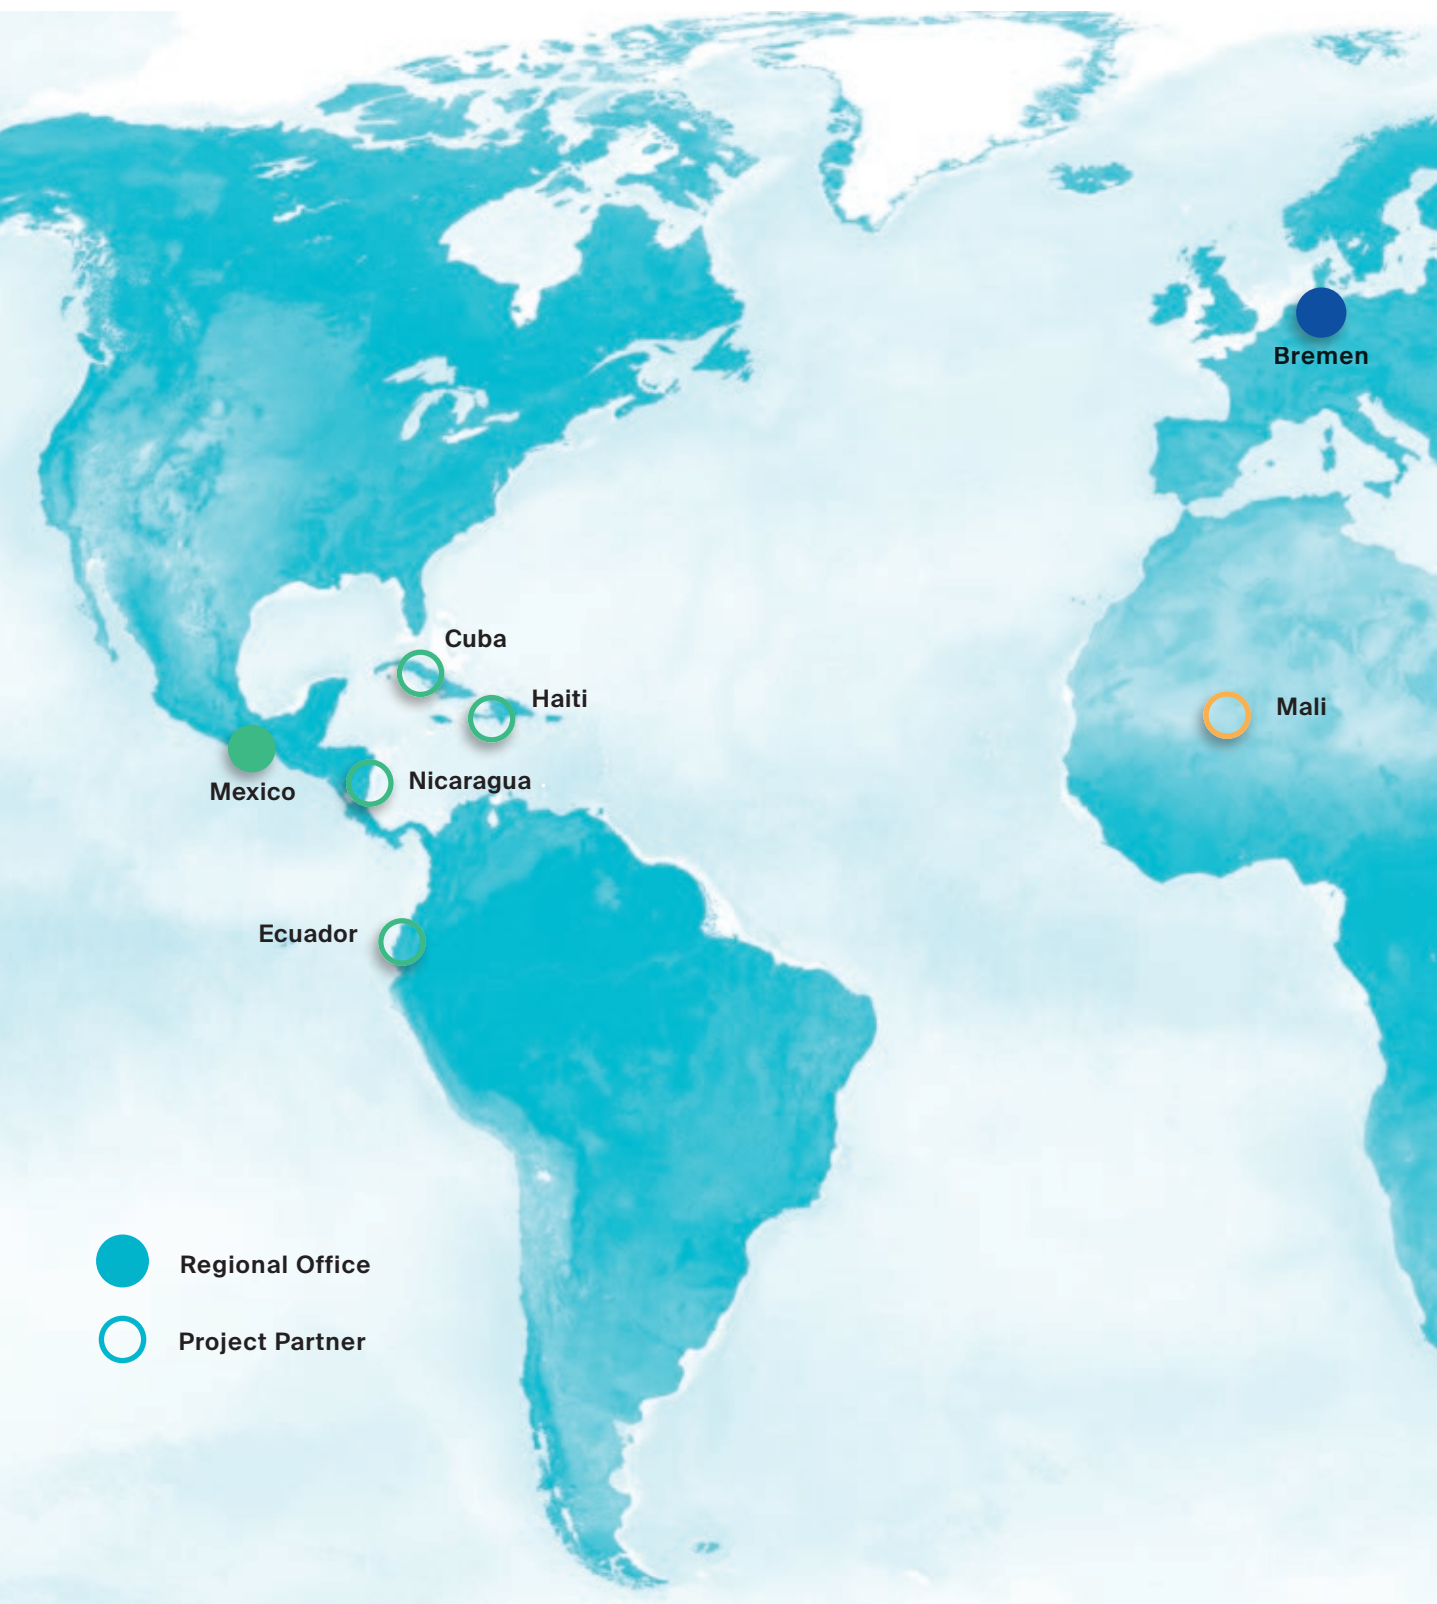 Bremen
Cuba
Haiti
Mali
Mexico
Nicaragua
Ecuador
Regional Office
Project Partner